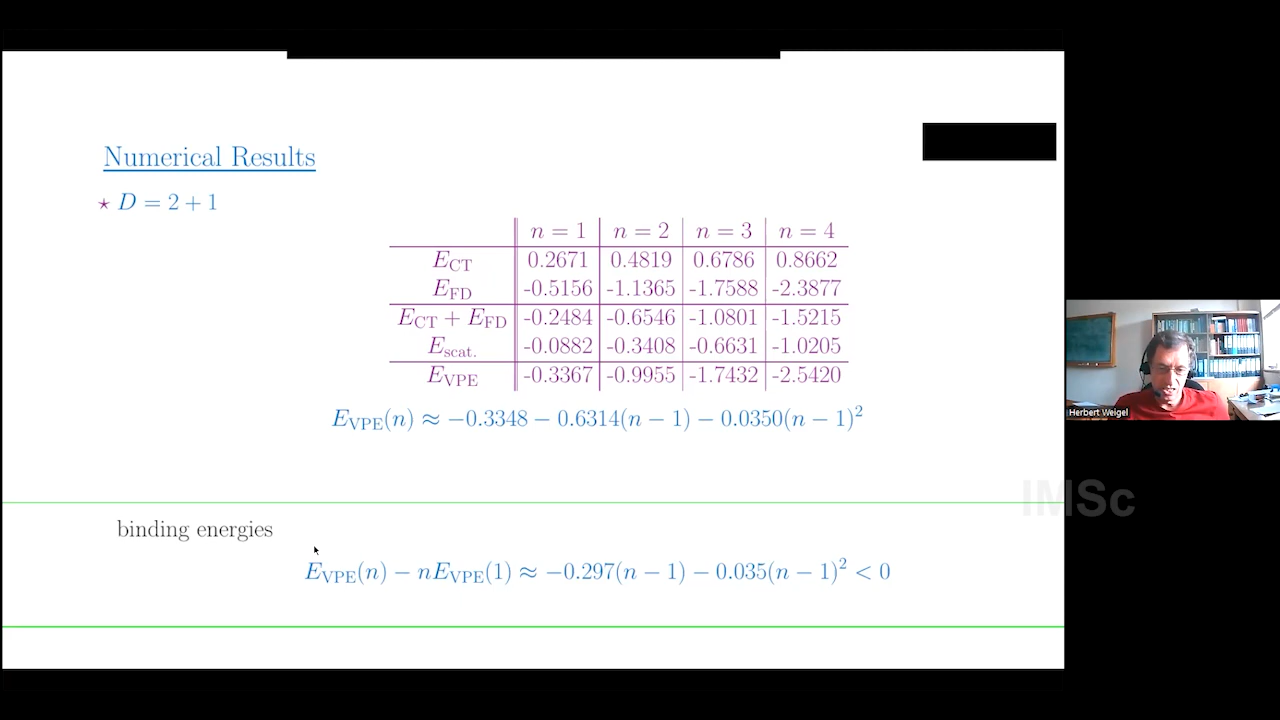 Numerical Results
⋆ D = 2 + 1
n = 1 n = 2 n = 3 n = 4
E_CT 0.2671 0.4819 0.6786 0.8662
E_FD -0.5156 -1.1365 -1.7588 -2.3877
E_CT + E_FD -0.2484 -0.6546 -1.0801 -1.5215
E_scat. -0.0882 -0.3408 -0.6631 -1.0205
E_VPE -0.3367 -0.9955 -1.7432 -2.5420
E_VPE(n) ≈ −0.3348 − 0.6314(n − 1) − 0.0350(n − 1)²
binding energies
E_VPE(n) − nE_VPE(1) ≈ −0.297(n − 1) − 0.035(n − 1)² < 0
Herbert Weigel
IMSc